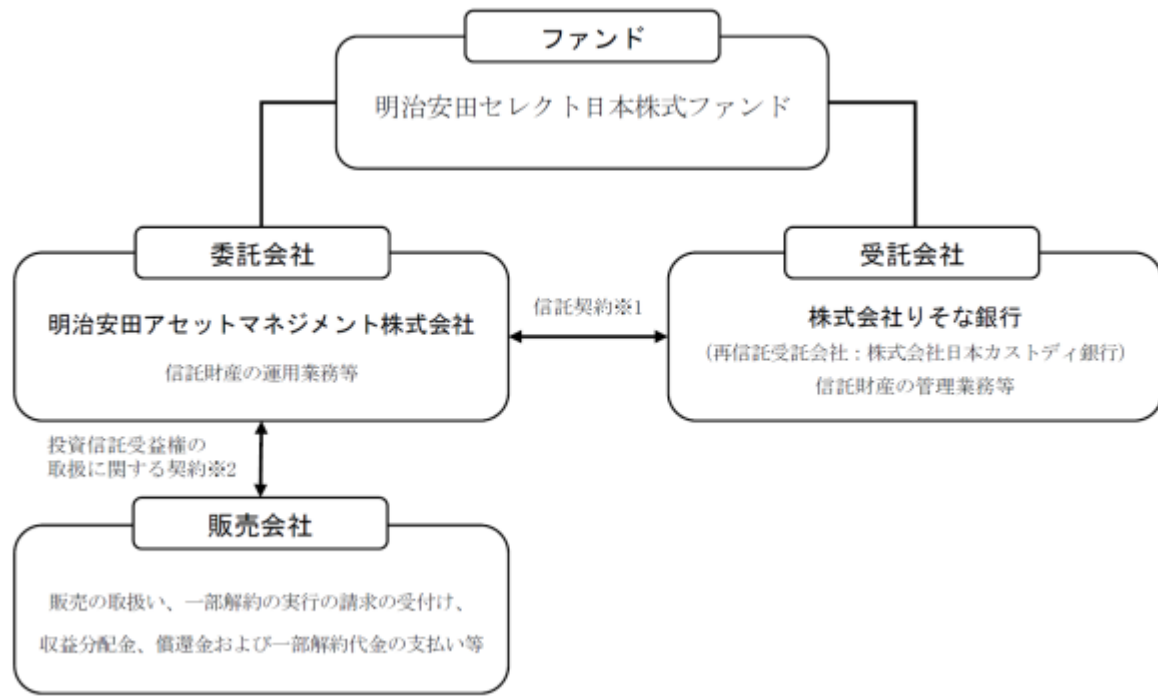 ファンド
明治安田セレクト日本株式ファンド
委託会社
明治安田アセットマネジメント株式会社
信託財産の運用業務等
信託契約※1
受託会社
株式会社りそな銀行
(再信託受託会社:株式会社日本カストディ銀行)
信託財産の管理業務等
投資信託受益権の
取扱に関する契約※2
販売会社
販売の取扱い、一部解約の実行の請求の受付け、
収益分配金、償還金および一部解約代金の支払い等